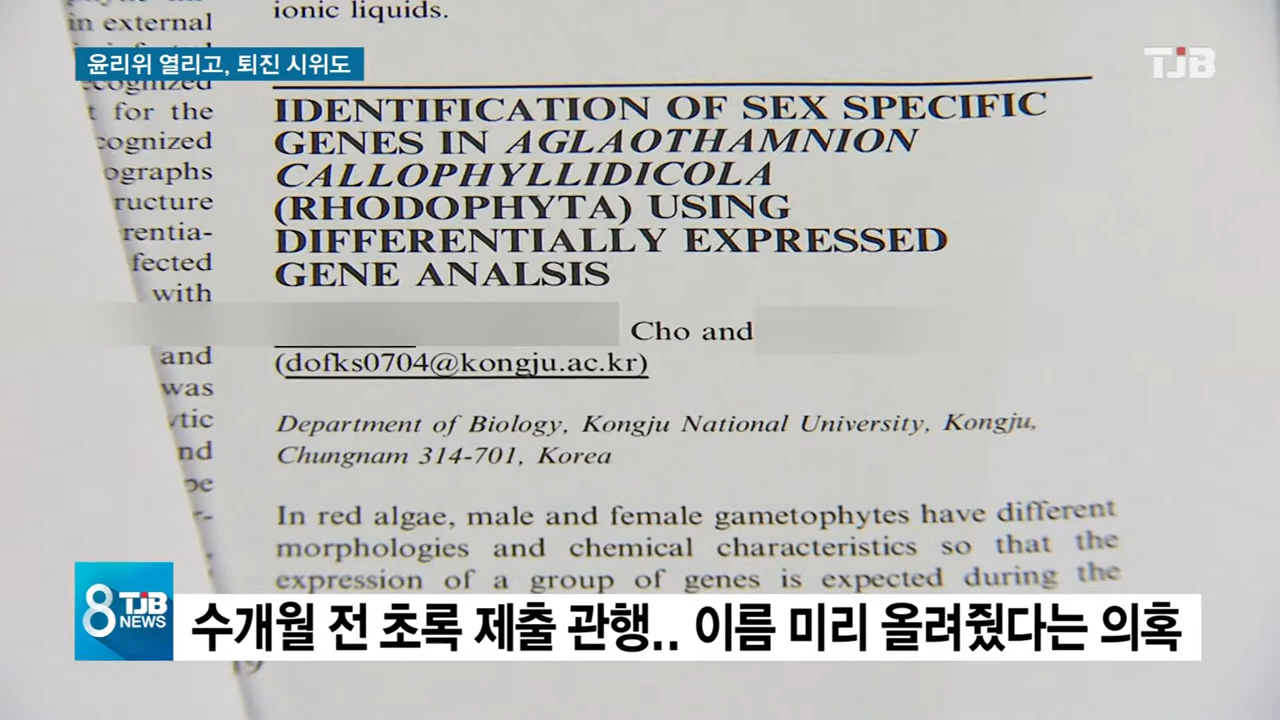 ionic liquids.
in external
윤리위 열리고, 퇴진 시위도
TJB
recognized
t for the
cognized
ographs
ructure
rentia-
fected
with
and
was
ytic
nd
IDENTIFICATION OF SEX SPECIFIC
GENES IN AGLAOTHAMNION
CALLOPHYLLIDICOLA
(RHODOPHYTA) USING
DIFFERENTIALLY EXPRESSED
GENE ANALSIS
Cho and
(dofks0704@kongju.ac.kr)
Department of Biology, Kongju National University, Kongju,
Chungnam 314-701, Korea
In red algae, male and female gametophytes have different
morphologies and chemical characteristics so that the
expression of a group of genes is expected during the
8 TJB NEWS
수개월 전 초록 제출 관행.. 이름 미리 올려줬다는 의혹